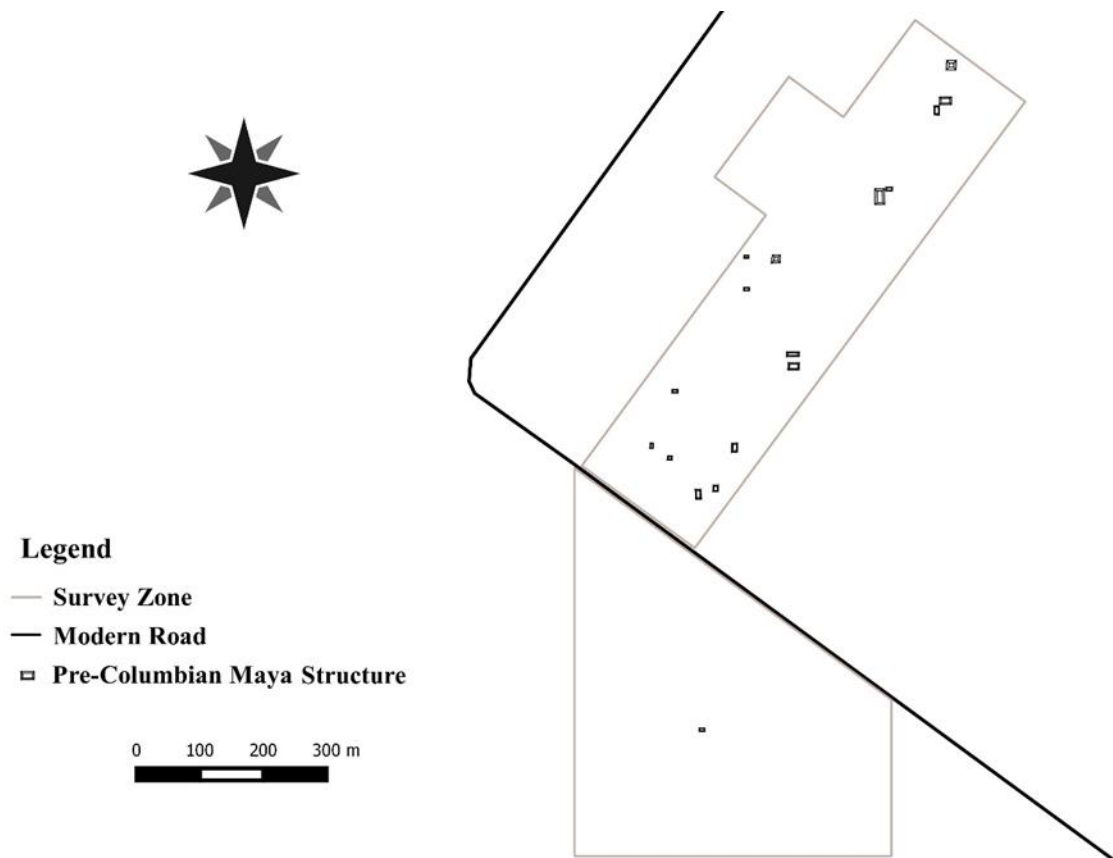 Legend
Survey Zone
Modern Road
Pre-Columbian Maya Structure
0 100 200 300 m